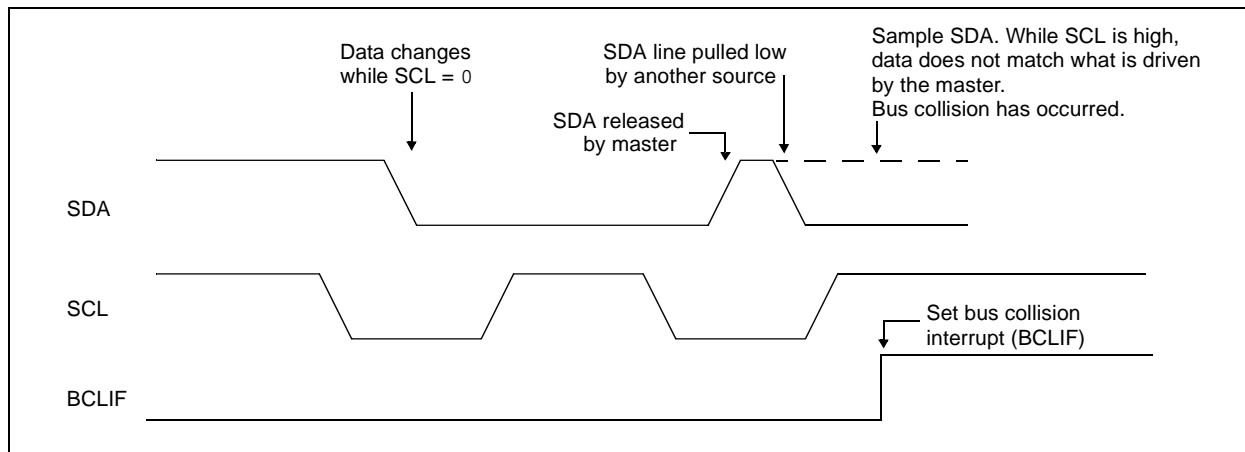 Data changes
while SCL = 0
SDA line pulled low
by another source
Sample SDA. While SCL is high,
data does not match what is driven
by the master.
Bus collision has occurred.
SDA released
by master
SDA
SCL
Set bus collision
interrupt (BCLIF)
BCLIF